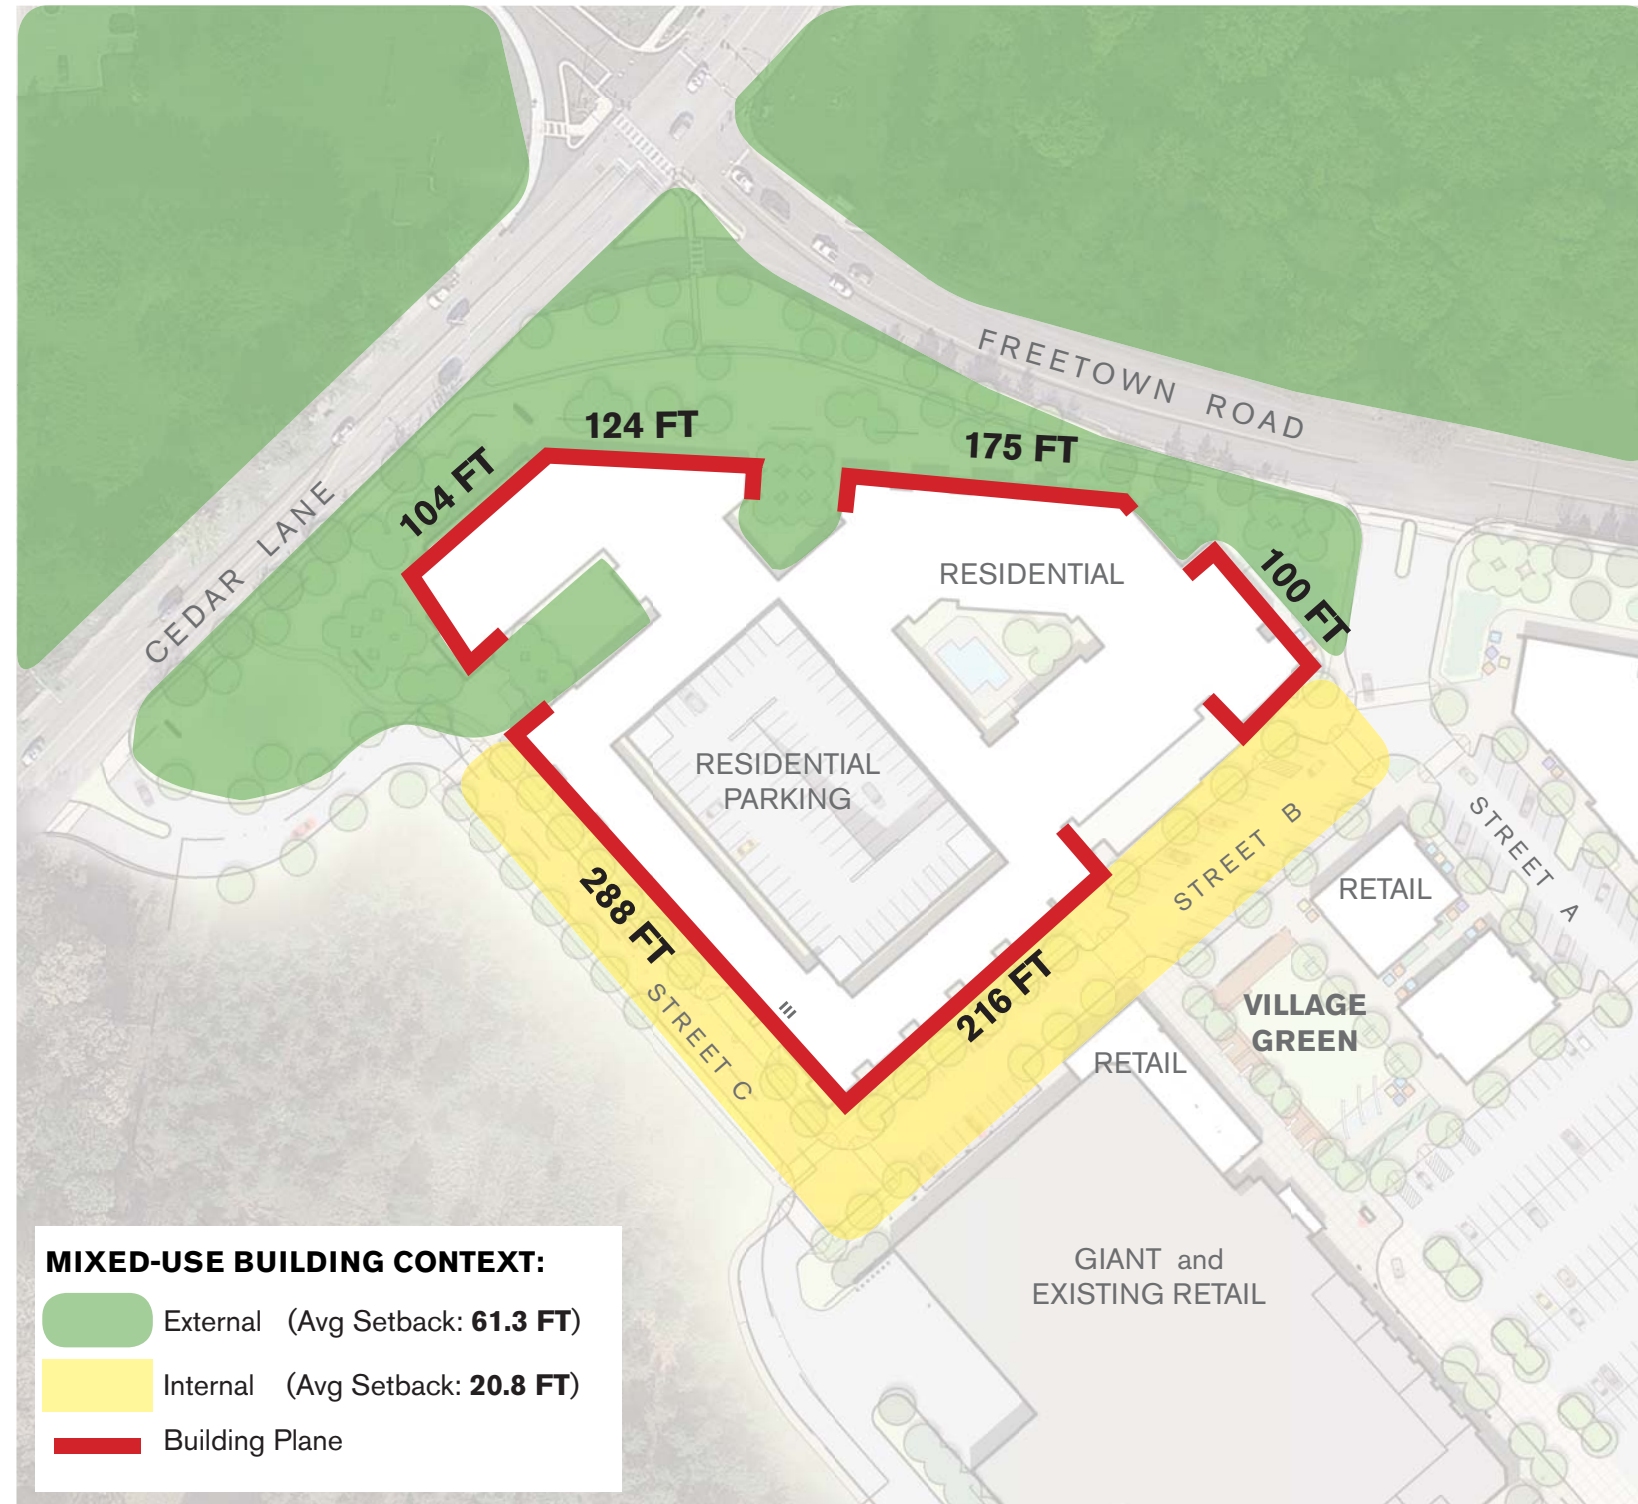 FREETOWN ROAD
124 FT
175 FT
104 FT
CEDAR LANE
RESIDENTIAL
100 FT
RESIDENTIAL
PARKING
STREET B
STREET A
RETAIL
288 FT
216 FT
STREET C
VILLAGE
GREEN
RETAIL
GIANT and
EXISTING RETAIL
MIXED-USE BUILDING CONTEXT:
External (Avg Setback: 61.3 FT)
Internal (Avg Setback: 20.8 FT)
Building Plane